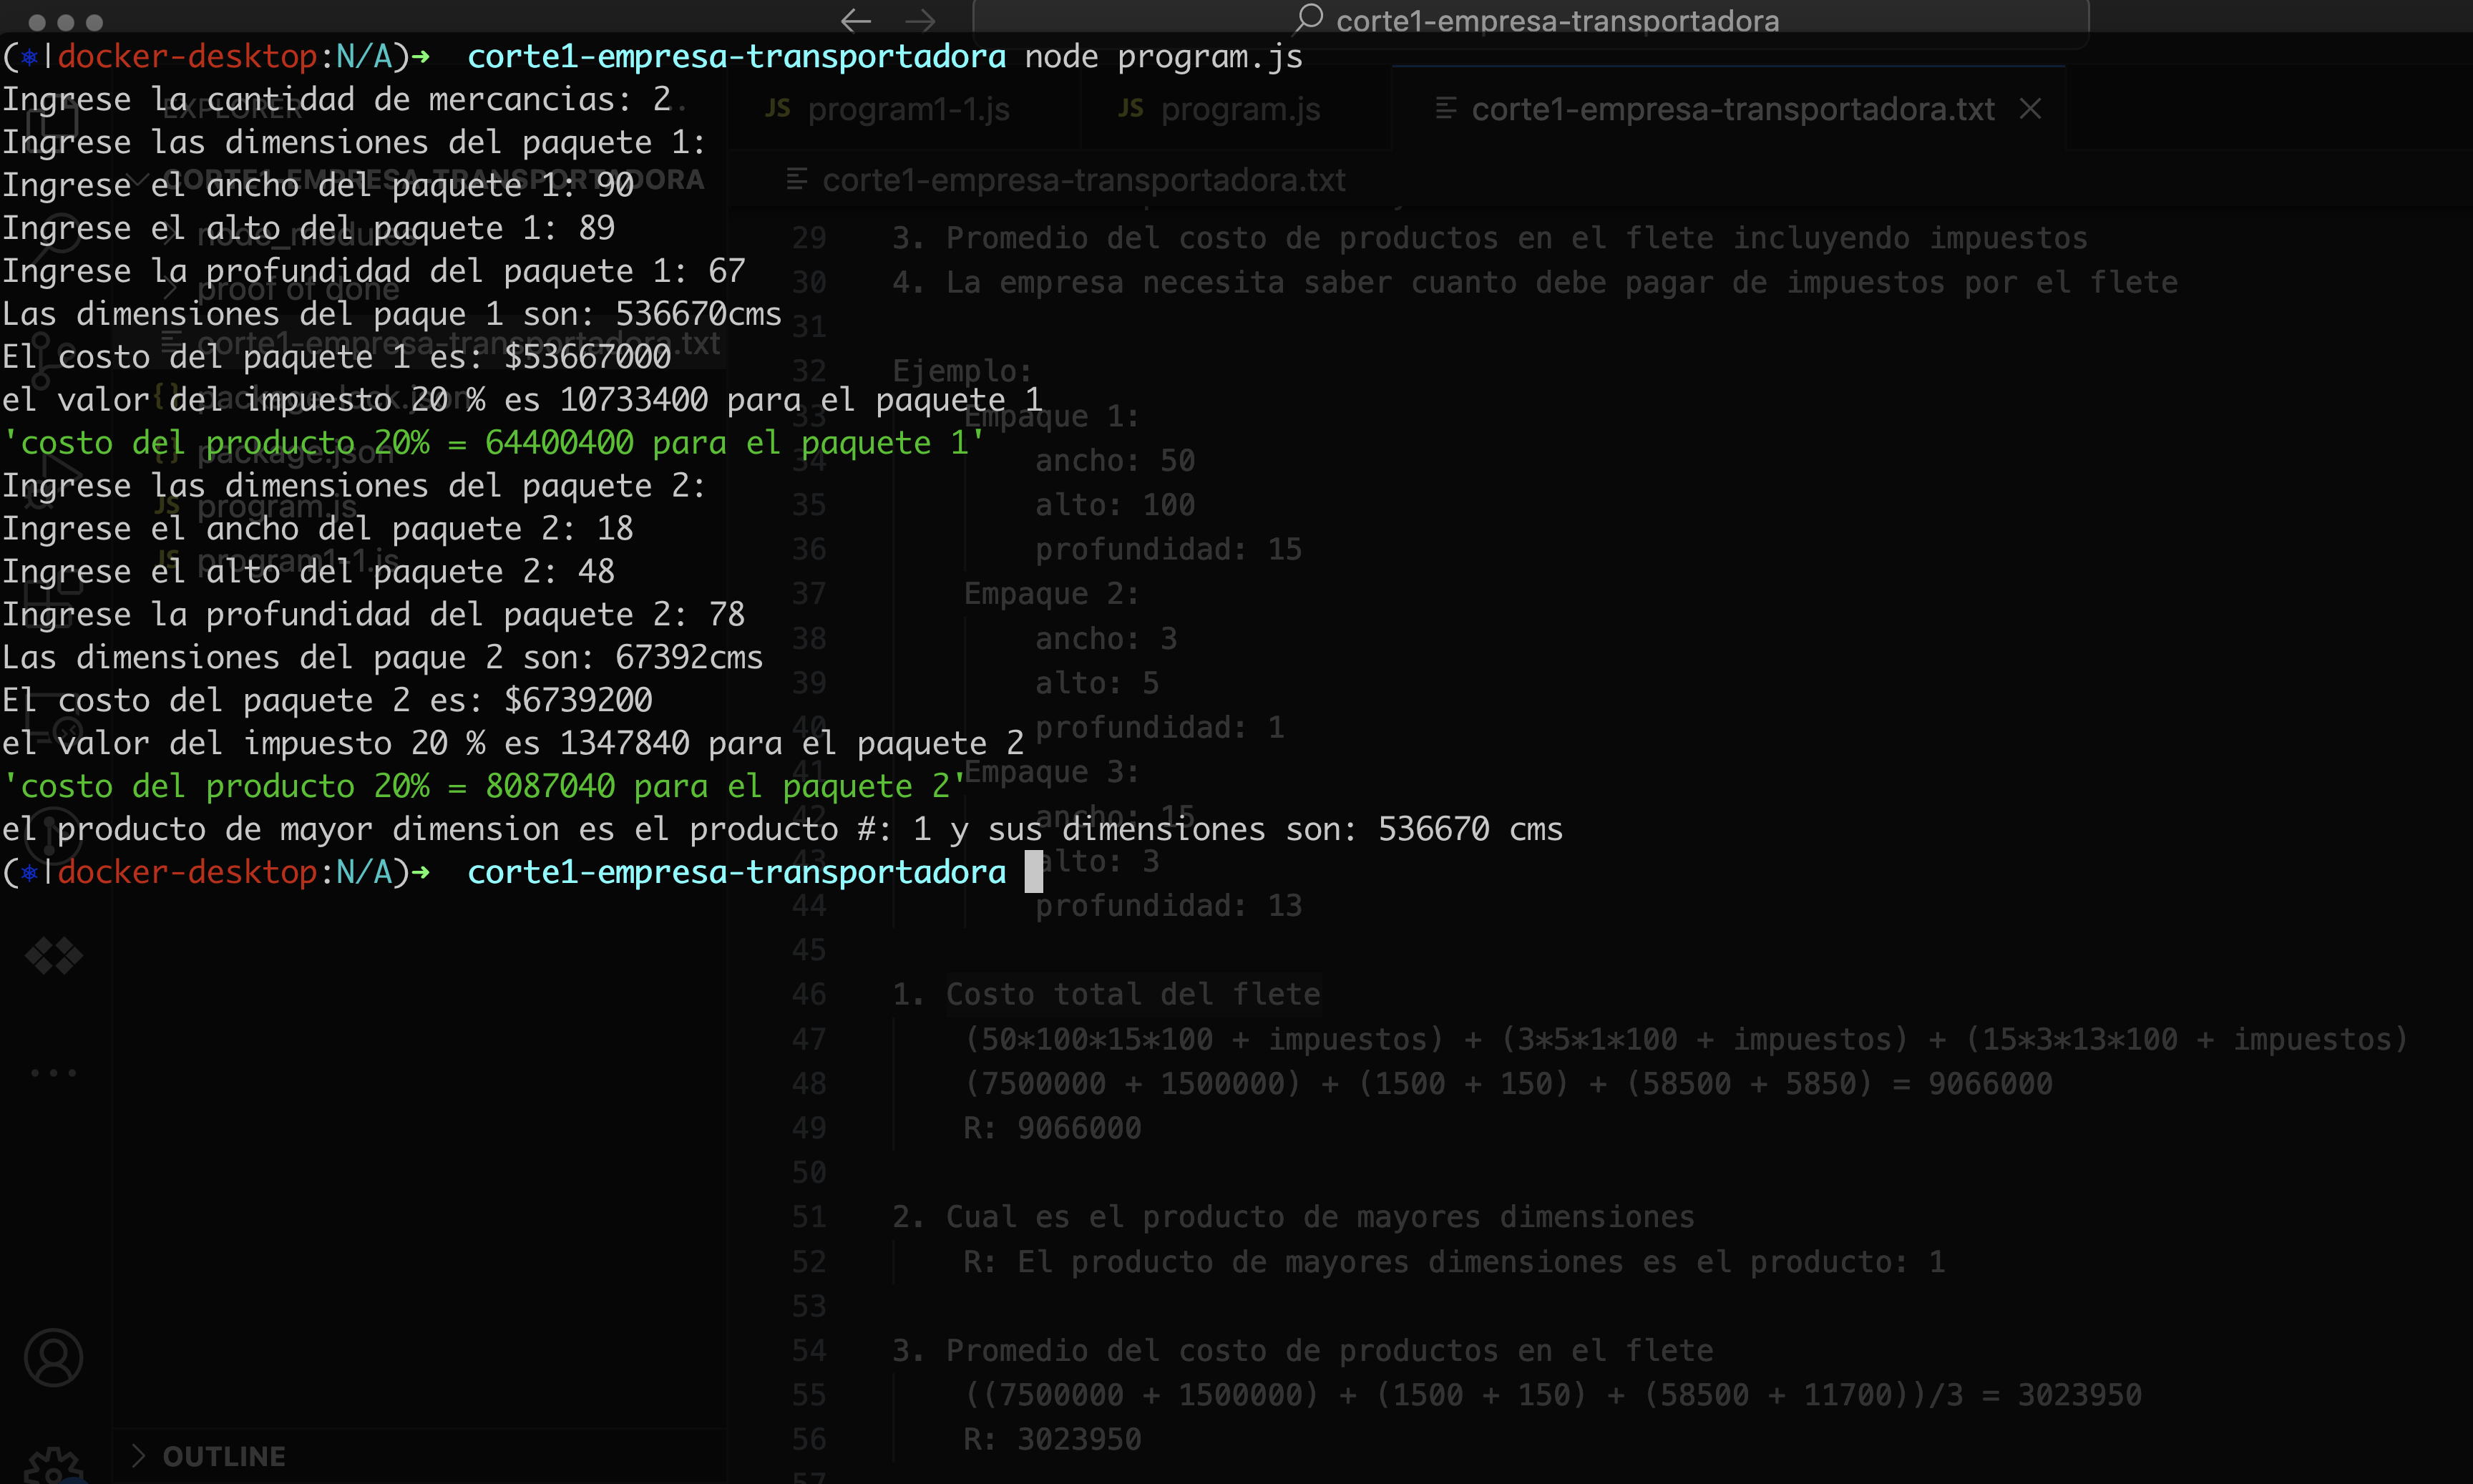 corte1-empresa-transportadora
(⎈|docker-desktop:N/A)➜  corte1-empresa-transportadora node program.js
Ingrese la cantidad de mercancias: 2
Ingrese las dimensiones del paquete 1:
Ingrese el ancho del paquete 1: 90
Ingrese el alto del paquete 1: 89
Ingrese la profundidad del paquete 1: 67
Las dimensiones del paque 1 son: 536670cms
El costo del paquete 1 es: $53667000
el valor del impuesto 20 % es 10733400 para el paquete 1
'costo del producto 20% = 64400400 para el paquete 1'
Ingrese las dimensiones del paquete 2:
Ingrese el ancho del paquete 2: 18
Ingrese el alto del paquete 2: 48
Ingrese la profundidad del paquete 2: 78
Las dimensiones del paque 2 son: 67392cms
El costo del paquete 2 es: $6739200
el valor del impuesto 20 % es 1347840 para el paquete 2
'costo del producto 20% = 8087040 para el paquete 2'
el producto de mayor dimension es el producto #: 1 y sus dimensiones son: 536670 cms
(⎈|docker-desktop:N/A)➜  corte1-empresa-transportadora
EXPLORER
CORTE1-EMPRESA-TRANSPORTADORA
node_modules
proof of done
corte1-empresa-transportadora.txt
{} package-lock.json
{} package.json
JS program.js
JS program1-1.js
OUTLINE
JS program1-1.js
JS program.js
corte1-empresa-transportadora.txt
corte1-empresa-transportadora.txt
29 3. Promedio del costo de productos en el flete incluyendo impuestos
30 4. La empresa necesita saber cuanto debe pagar de impuestos por el flete
31
32 Ejemplo:
33 Empaque 1:
34 ancho: 50
35 alto: 100
36 profundidad: 15
37 Empaque 2:
38 ancho: 3
39 alto: 5
40 profundidad: 1
41 Empaque 3:
42 ancho: 15
43 alto: 3
44 profundidad: 13
45
46 1. Costo total del flete
47 (50*100*15*100 + impuestos) + (3*5*1*100 + impuestos) + (15*3*13*100 + impuestos)
48 (7500000 + 1500000) + (1500 + 150) + (58500 + 5850) = 9066000
49 R: 9066000
50
51 2. Cual es el producto de mayores dimensiones
52 R: El producto de mayores dimensiones es el producto: 1
53
54 3. Promedio del costo de productos en el flete
55 ((7500000 + 1500000) + (1500 + 150) + (58500 + 11700))/3 = 3023950
56 R: 3023950
57